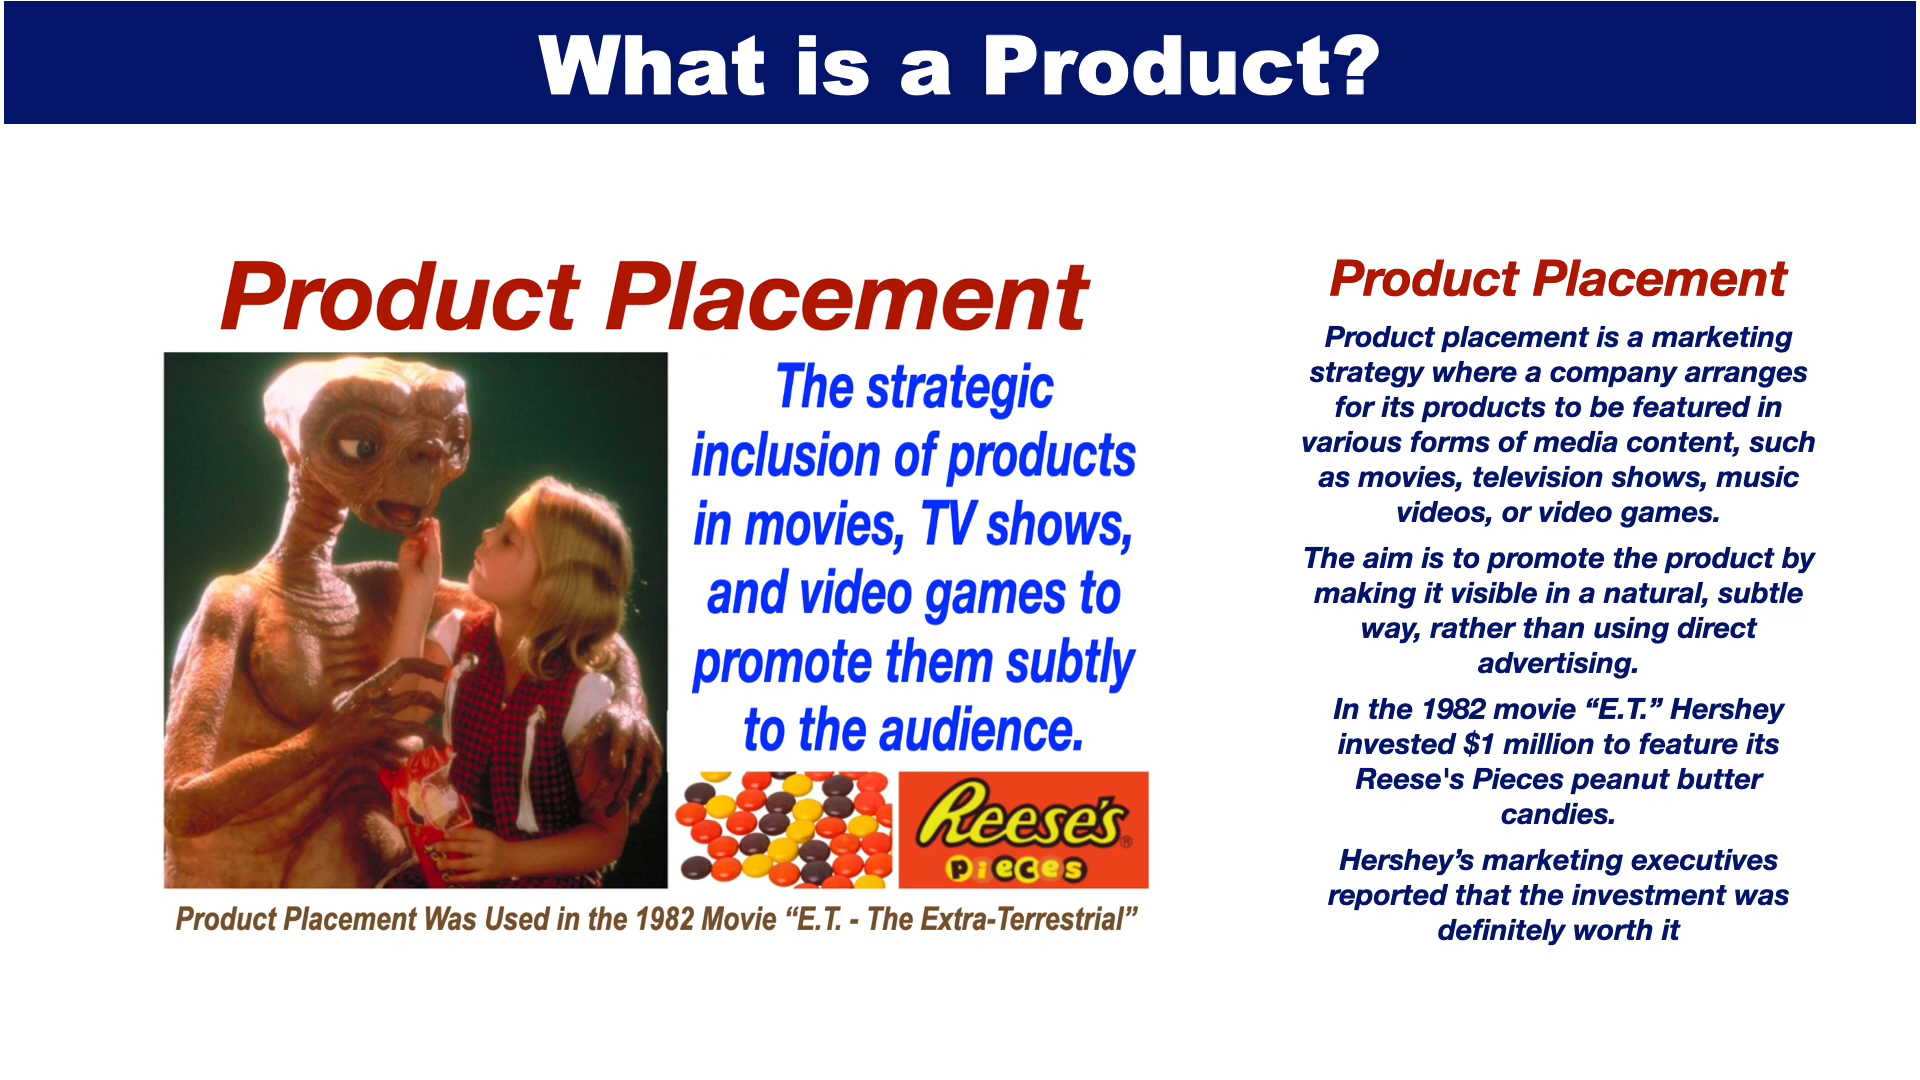 What is a Product?
Product Placement
The strategic
inclusion of products
in movies, TV shows,
and video games to
promote them subtly
to the audience.
Reese's®
Pieces
Product Placement Was Used in the 1982 Movie “E.T. - The Extra-Terrestrial”
Product Placement
Product placement is a marketing
strategy where a company arranges
for its products to be featured in
various forms of media content, such
as movies, television shows, music
videos, or video games.
The aim is to promote the product by
making it visible in a natural, subtle
way, rather than using direct
advertising.
In the 1982 movie “E.T.” Hershey
invested $1 million to feature its
Reese's Pieces peanut butter
candies.
Hershey’s marketing executives
reported that the investment was
definitely worth it